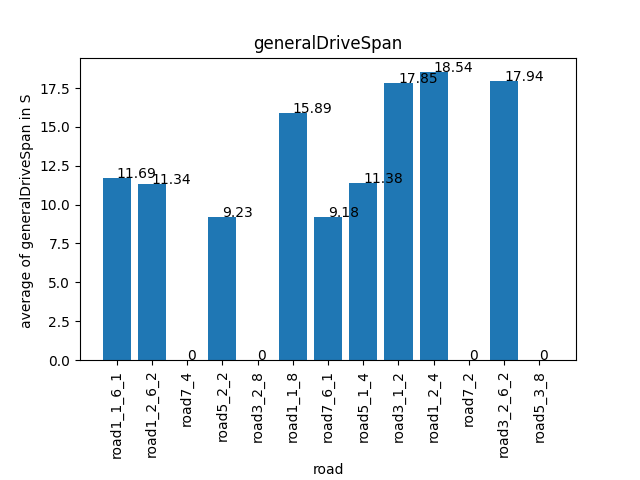 generalDriveSpan
average of generalDriveSpan in S
17.5
15.0
12.5
10.0
7.5
5.0
2.5
0.0
11.69
11.34
0
9.23
0
15.89
9.18
11.38
17.85
18.54
0
17.94
0
road1_1_6_1
road1_2_6_2
road7_4
road5_2_2
road3_2_8
road1_1_8
road7_6_1
road5_1_4
road3_1_2
road1_2_4
road7_2
road3_2_6_2
road5_3_8
road